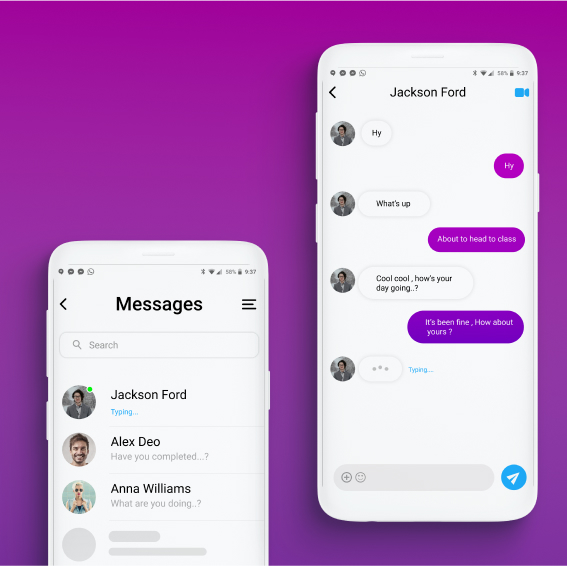 58% 9:37
Jackson Ford
Hy
Hy
What's up
About to head to class
Cool cool , how's your
day going..?
It's been fine , How about
yours ?
Typing...
58% 9:37
Messages
Search
Jackson Ford
Typing...
Alex Deo
Have you completed...?
Anna Williams
What are you doing..?